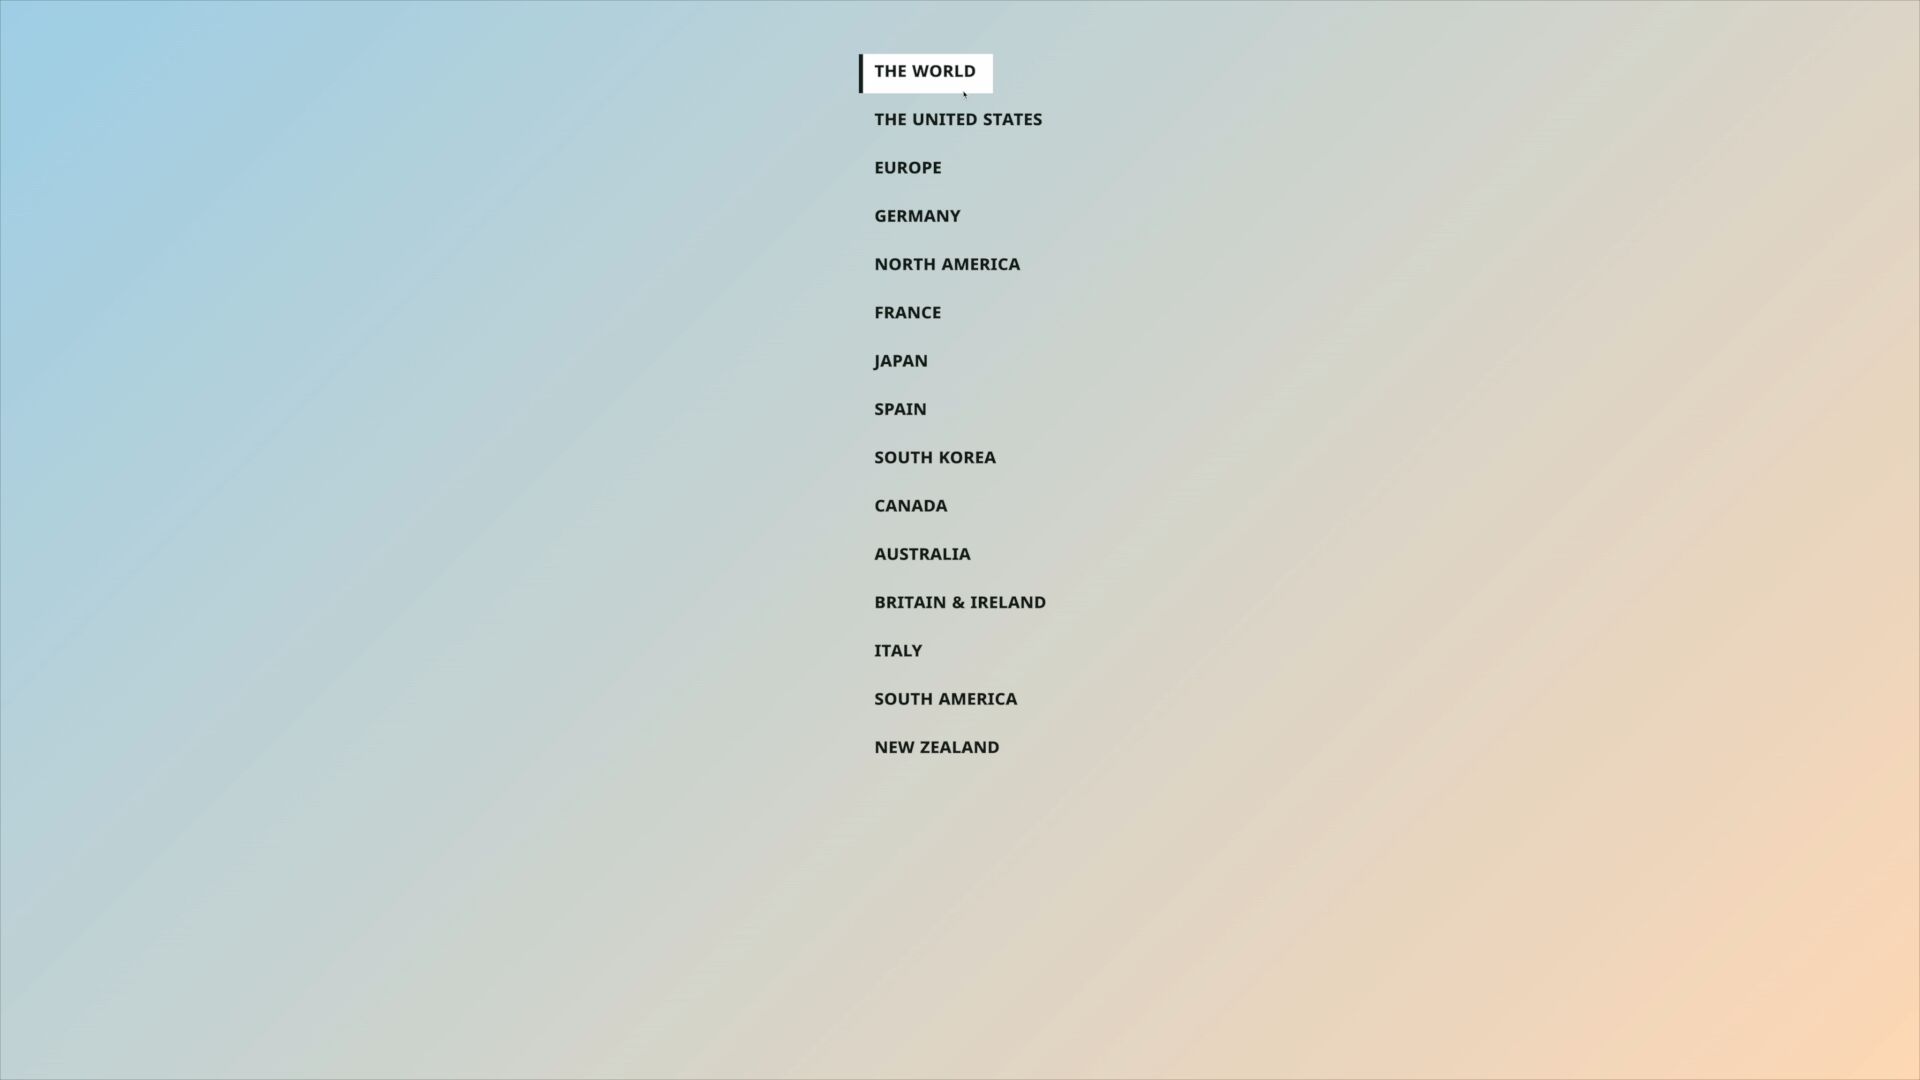 THE WORLD
THE UNITED STATES
EUROPE
GERMANY
NORTH AMERICA
FRANCE
JAPAN
SPAIN
SOUTH KOREA
CANADA
AUSTRALIA
BRITAIN & IRELAND
ITALY
SOUTH AMERICA
NEW ZEALAND